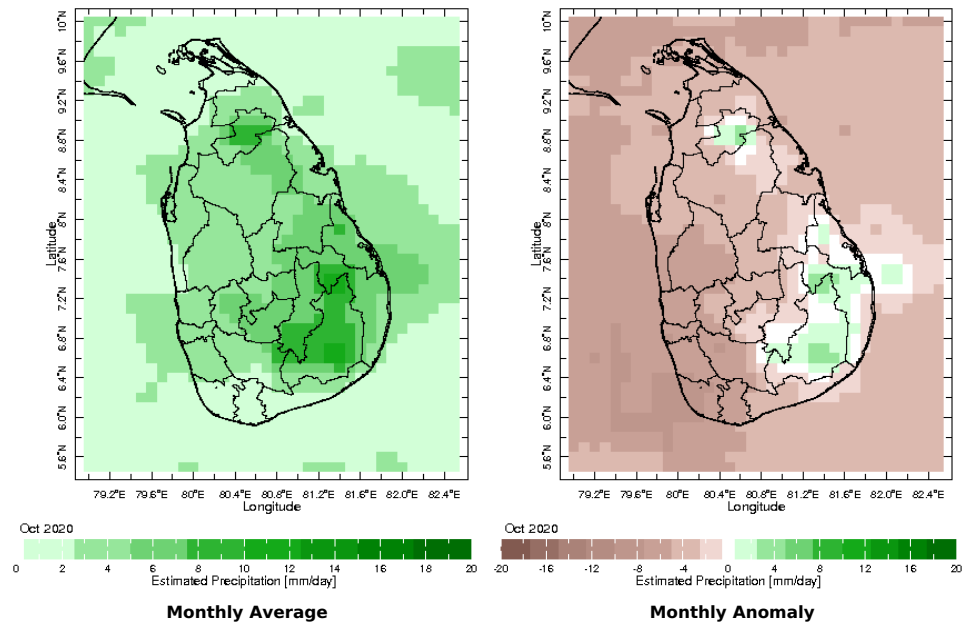 10°N
10°N
9.6°N
9.6°N
9.2°N
9.2°N
8.8°N
8.8°N
8.4°N
8.4°N
8°N
8°N
Latitude
Latitude
7.6°N
7.6°N
7.2°N
7.2°N
6.8°N
6.8°N
6.4°N
6.4°N
6.0°N
6.0°N
5.6°N
5.6°N
79.2°E 79.6°E 80°E 80.4°E 80.8°E 81.2°E 81.6°E 82.0°E 82.4°E
79.2°E 79.6°E 80°E 80.4°E 80.8°E 81.2°E 81.6°E 82.0°E 82.4°E
Longitude
Longitude
Oct 2020
Oct 2020
0 2 4 6 8 10 12 14 16 18 20
-20 -16 -12 -8 -4 0 4 8 12 16 20
Estimated Precipitation [mm/day]
Estimated Precipitation [mm/day]
Monthly Average
Monthly Anomaly